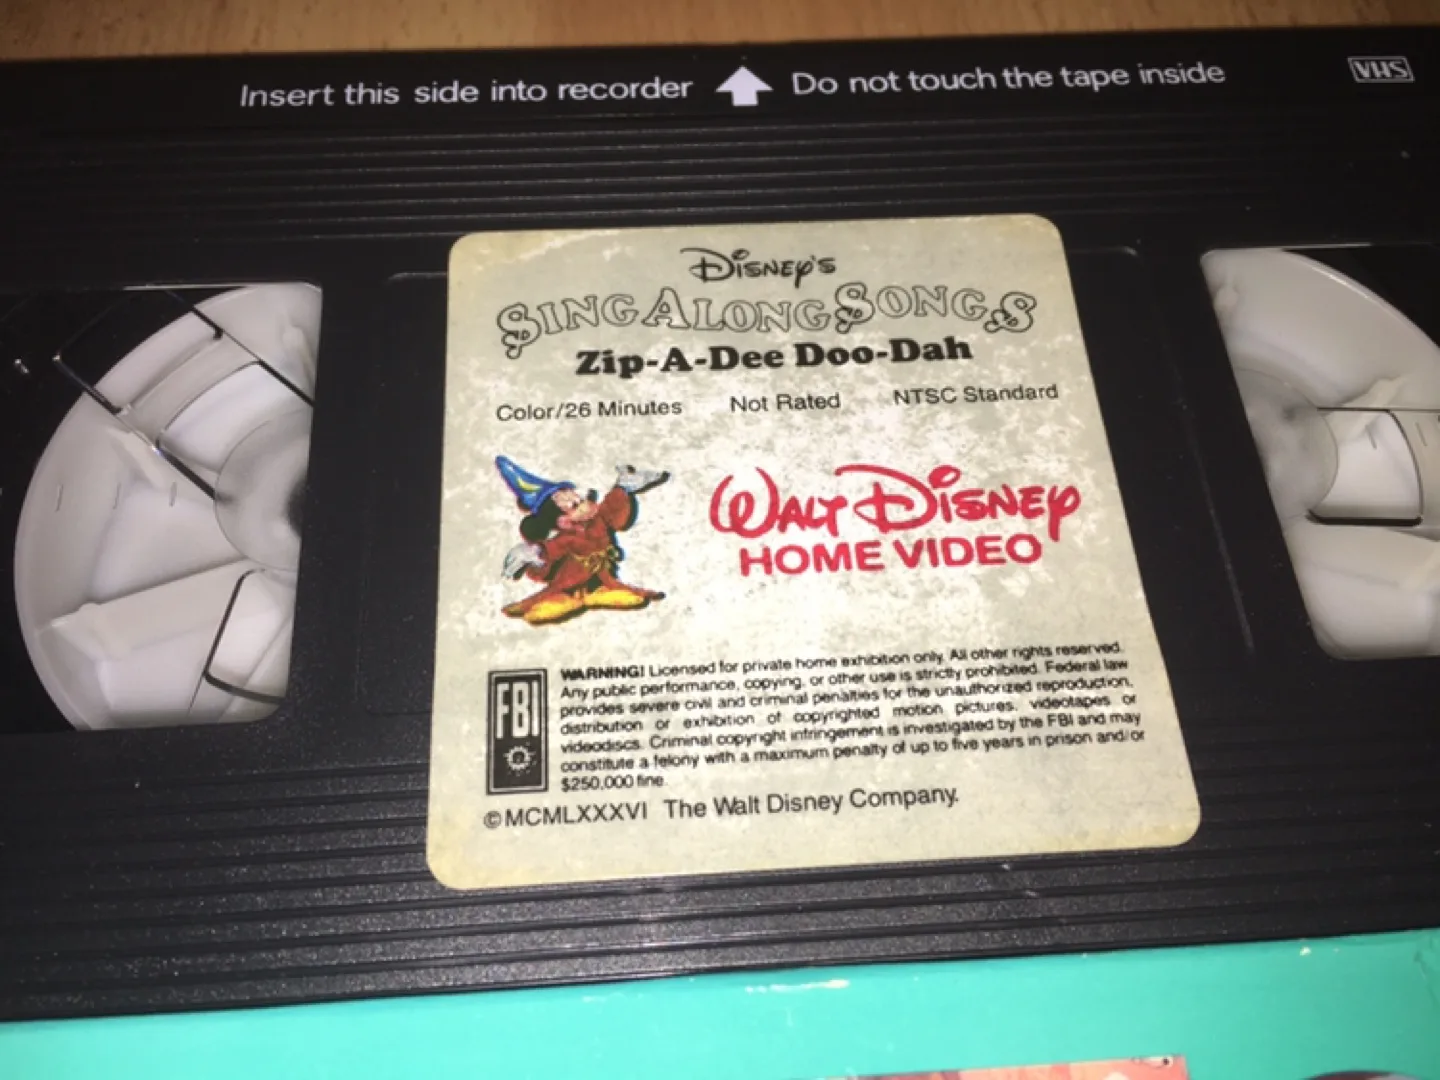 Insert this side into recorder Do not touch the tape inside VHS
Disney's
Sing Along Songs
Zip-A-Dee Doo-Dah
Color/26 Minutes Not Rated NTSC Standard
Walt Disney
HOME VIDEO
FBI
WARNING! Licensed for private home exhibition only. All other rights reserved.
Any public performance, copying, or other use is strictly prohibited. Federal law
provides severe civil and criminal penalties for the unauthorized reproduction,
distribution or exhibition of copyrighted motion pictures, videotapes or
videodiscs. Criminal copyright infringement is investigated by the FBI and may
constitute a felony with a maximum penalty of up to five years in prison and/or
$250,000 fine.
©MCMLXXXVI The Walt Disney Company.